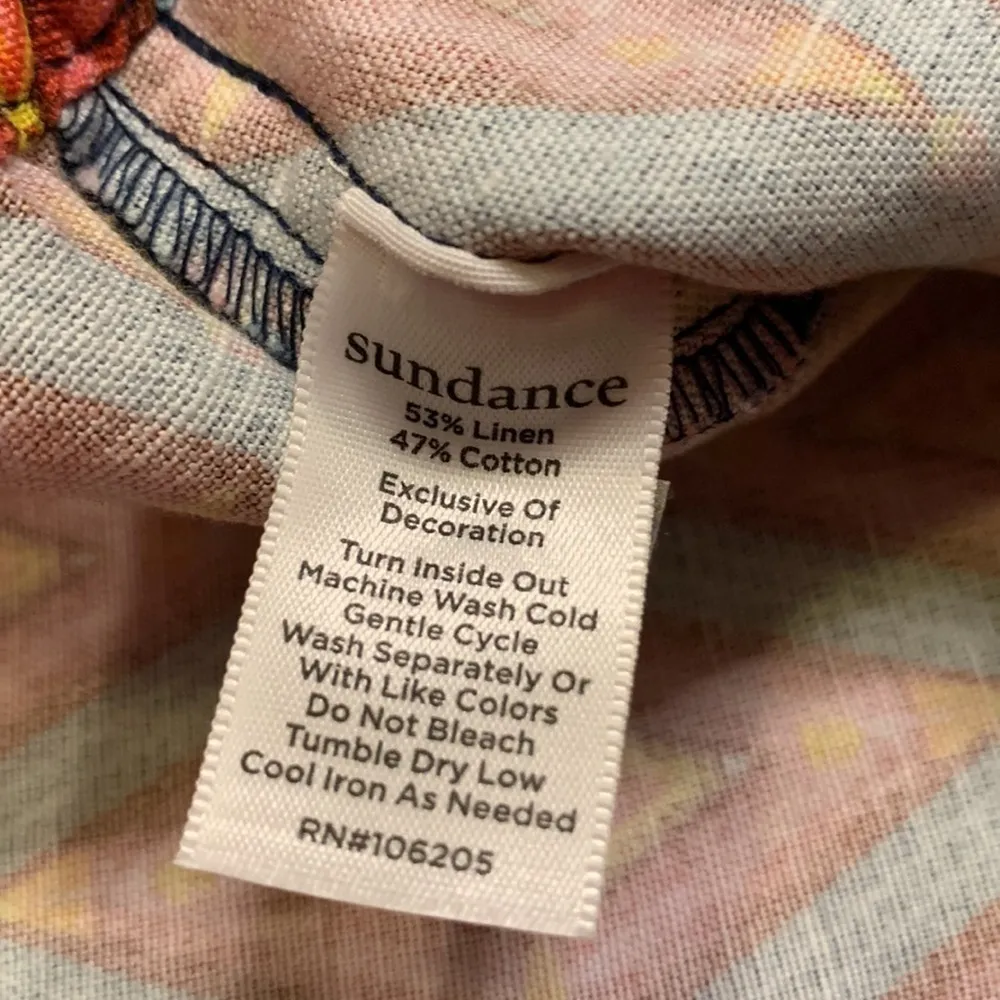 sundance
53% Linen
47% Cotton
Exclusive Of
Decoration
Turn Inside Out
Machine Wash Cold
Gentle Cycle
Wash Separately Or
With Like Colors
Do Not Bleach
Tumble Dry Low
Cool Iron As Needed
RN#106205